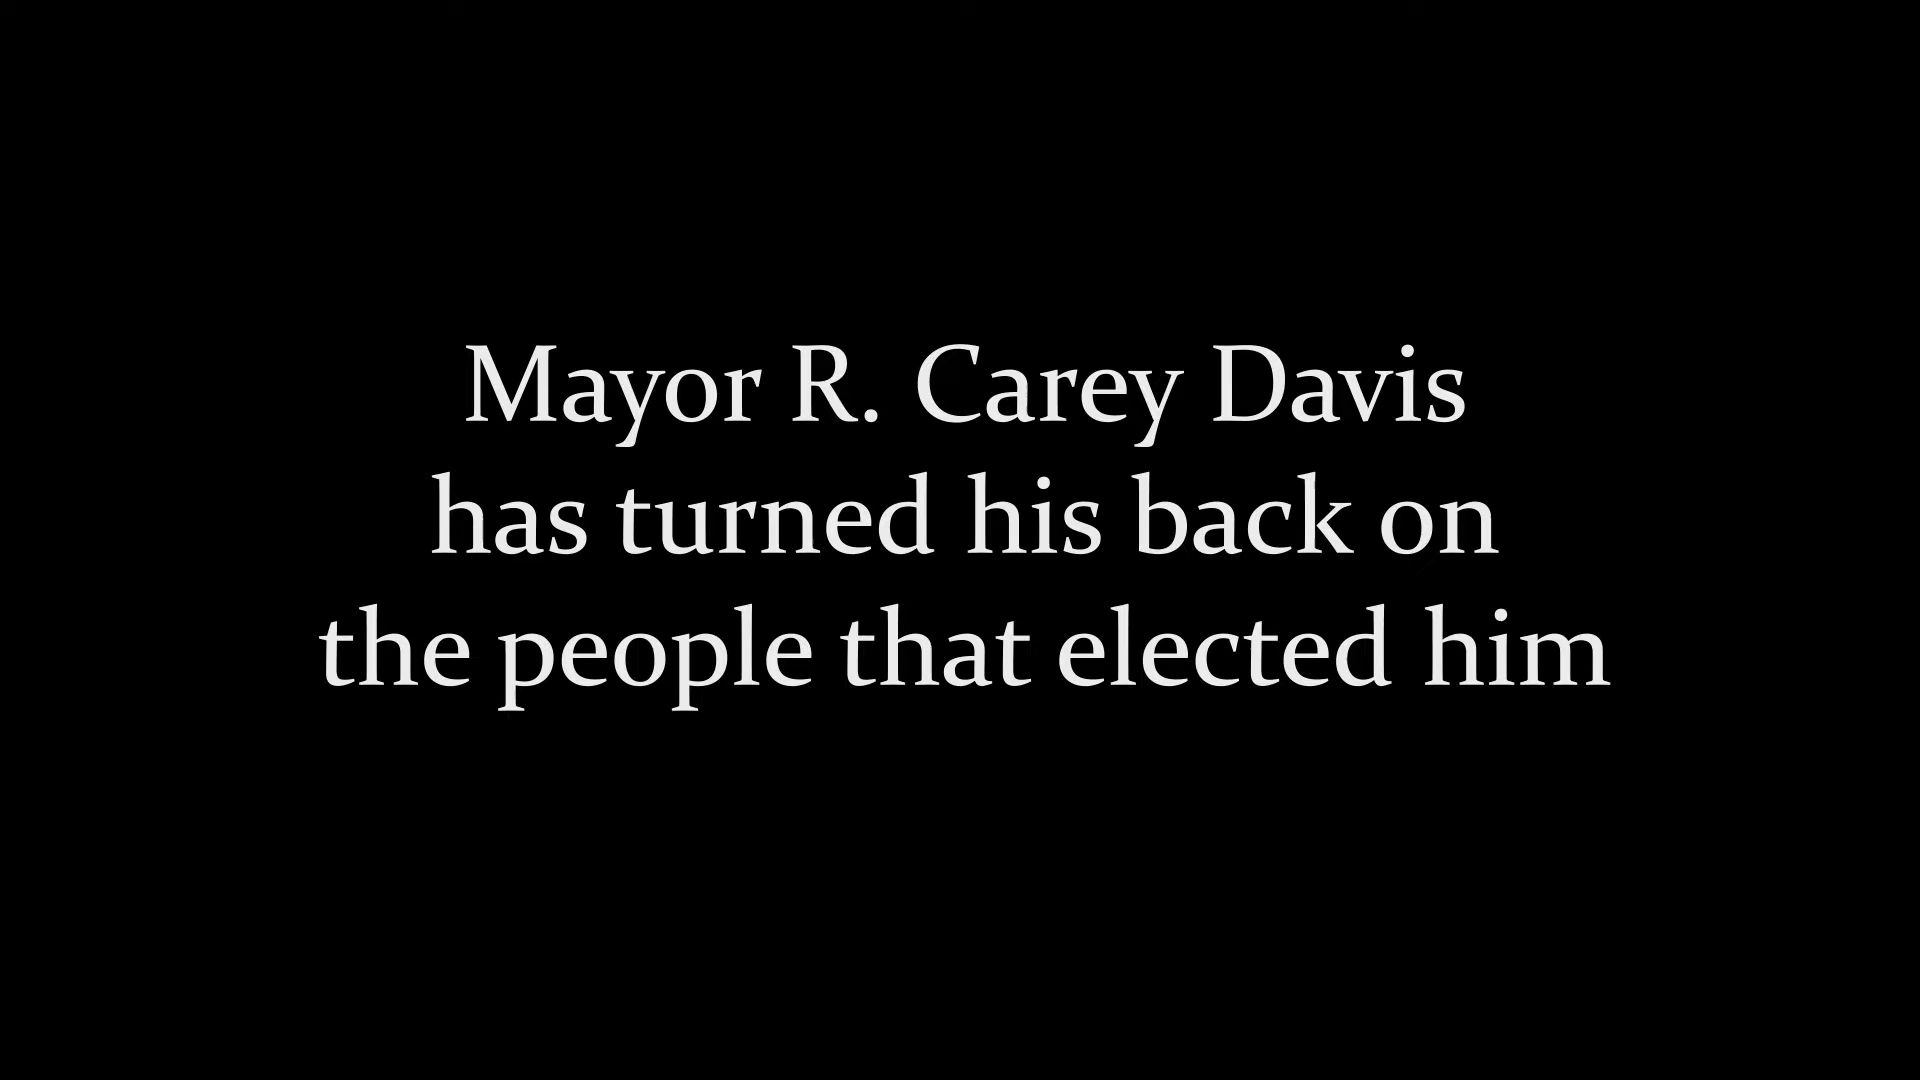 Mayor R. Carey Davis
has turned his back on
the people that elected him